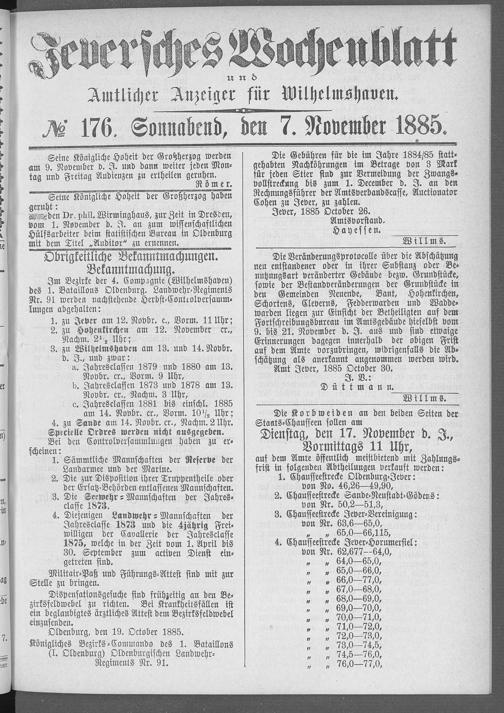 Jeversches Wochenblatt
und
Amtlicher Anzeiger für Wilhelmshaven.
№ 176. Sonnabend, den 7. November 1885.
Seine Königliche Hoheit der Großherzog werden
am 9. November d. J. und dann weiter jeden Mon-
tag und Freitag Audienzen zu ertheilen geruhen.
Römer.
Seine Königliche Hoheit der Großherzog haben
geruht:
den Dr. phil. Wirminghaus, zur Zeit in Dresden,
vom 1. November d. J. an zum wissenschaftlichen
Hülfsarbeiter beim statistischen Bureau in Oldenburg
mit dem Titel „Auditor“ zu ernennen.
Obrigkeitliche Bekanntmachungen.
Bekanntmachung.
Im Bezirke der 4. Compagnie (Wilhelmshaven)
des 1. Bataillons Oldenburg. Landwehr-Regiments
Nr. 91 werden nachstehende Herbst-Controlversamm-
lungen abgehalten:
1. zu Jever am 12. Novbr. c., Vorm. 11 Uhr;
2. zu Hohenkirchen am 12. November cr.,
Nachm. 2½ Uhr;
3. zu Wilhelmshaven am 13. und 14. Novbr.
d. J., und zwar:
a. Jahresclassen 1879 und 1880 am 13.
Novbr. cr., Vorm. 9 Uhr,
b. Jahresclassen 1873 und 1878 am 13.
Novbr. cr., Nachm. 3 Uhr,
c. Jahresclassen 1881 bis einschl. 1885
am 14. Novbr. cr., Vorm. 10½ Uhr;
4. zu Sande am 14. Novbr. cr., Nachm. 2 Uhr.
Specielle Ordres werden nicht ausgegeben.
Bei den Controlversammlungen haben zu er-
scheinen:
1. Sämmtliche Mannschaften der Reserve der
Landarmee und der Marine.
2. Die zur Disposition ihrer Truppentheile oder
der Ersatz-Behörden entlassenen Mannschaften.
3. Die Seewehr-Mannschaften der Jahres-
classe 1873.
4. Diejenigen Landwehr-Mannschaften der
Jahresclasse 1873 und die 4jährig Frei-
willigen der Cavallerie der Jahresclasse
1875, welche in der Zeit vom 1. April bis
30. September zum activen Dienst ein-
getreten sind.
Militair-Paß und Führungs-Attest sind mit zur
Stelle zu bringen.
Dispensationsgesuche sind frühzeitig an den Be-
zirksfeldwebel zu richten. Bei Krankheitsfällen ist
ein beglaubigtes ärztliches Attest dem Bezirksfeldwebel
einzusenden.
Oldenburg, den 19. October 1885.
Königliches Bezirks-Commando des 1. Bataillons
(I. Oldenburg) Oldenburgischen Landwehr-
Regiments Nr. 91.
Die Gebühren für die im Jahre 1884/85 statt-
gehabten Nachköhrungen im Betrage von 3 Mark
für jeden Stier sind zur Vermeidung der Zwangs-
vollstreckung bis zum 1. December d. J. an den
Rechnungsführer der Amtsverbandscasse, Auctionator
Cohen zu Jever, zu zahlen.
Jever, 1885 October 26.
Amtsvorstand.
Hayessen.
Willms.
Die Veränderungsprotocolle über die Abschätzung
neu entstandener oder in ihrer Substanz oder Be-
nutzungsart veränderter Gebäude bezw. Grundstücke,
sowie über Bestandsveränderungen der Grundstücke in
den Gemeinden Neuende, Bant, Hohenkirchen,
Schortens, Cleverns, Fedderwarden und Waddewarden
liegen zur Einsicht der Betheiligten auf dem
Fortschreibungsbureau im Amtsgebäude hieselbst vom
9. bis 21. November d. J. aus und sind etwaige
Erinnerungen dagegen innerhalb der obigen Frist
auf dem Amte vorzubringen, widrigenfalls die Ab-
schätzung als anerkannt angenommen werden wird.
Amt Jever, 1885 October 30.
J. V.:
Düttmann.
Willms.
Die Kordweiden an den beiden Seiten der
Staats-Chausseen sollen am
Dienstag, den 17. November d. J.,
Vormittags 11 Uhr,
auf dem Amte öffentlich meistbietend mit Zahlungs-
frist in folgenden Abtheilungen verkauft werden:
1. Chausseestrecke Oldenburg-Jever:
von No. 46,28—49,90,
2. Chausseestrecke Sande-Neustadt-Gödens:
von Nr. 50,2—51,3,
3. Chausseestrecke Jever-Vereinigung:
von Nr. 63,6—65,0,
„ „ 65,0—66,115,
4. Chausseestrecke Jever-Horumersiel:
von Nr. 62,677—64,0,
„ „ 64,0—65,0,
„ „ 65,0—66,0,
„ „ 66,0—77,0,
„ „ 67,0—68,0,
„ „ 68,0—69,0,
„ „ 69,0—70,0,
„ „ 70,0—71,0,
„ „ 71,0—72,0,
„ „ 72,0—73,0,
„ „ 73,0—74,5,
„ „ 74,5—76,0,
„ „ 76,0—77,0,